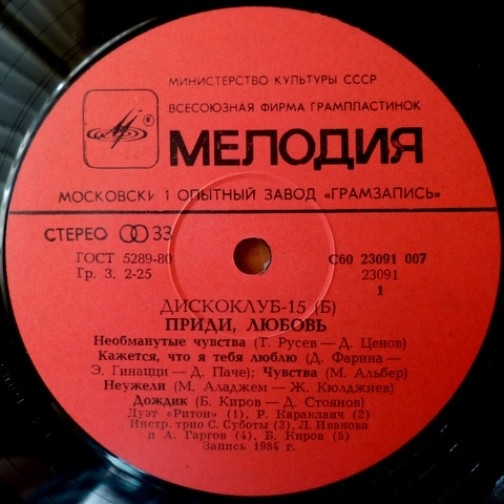 МИНИСТЕРСТВО КУЛЬТУРЫ СССР
ВСЕСОЮЗНАЯ ФИРМА ГРАМПЛАСТИНОК
®
МЕЛОДИЯ
МОСКОВСКИ ОПЫТНЫЙ ЗАВОД «ГРАМЗАПИСЬ»
СТЕРЕО 33
ГОСТ 5289-80 С60 23091 007
Гр. 3. 2-25 23091
1
ДИСКОКЛУБ-15 (Б)
ПРИДИ, ЛЮБОВЬ
Необманутые чувства (Т. Русев — Д. Ценов)
Кажется, что я тебя люблю (Д. Фарина —
Э. Гинацци — Д. Паче); Чувства (М. Альбер)
Неужели (М. Аладжем — Ж. Кюлджиев)
Дождик (Б. Киров — Д. Стоянов)
Дуэт «Ритон» (1), Р. Караклаич (2)
Инстр. трио С. Суботы (3), Л. Иванова
и А. Гаргов (4), Б. Киров (5)
Запись 1984 г.